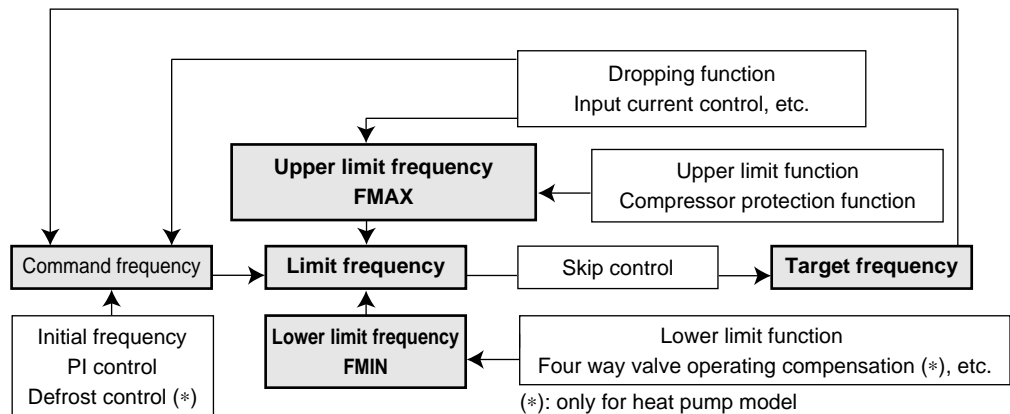 Dropping function
Input current control, etc.
Upper limit frequency
FMAX
Upper limit function
Compressor protection function
Command frequency
Limit frequency
Skip control
Target frequency
Initial frequency
PI control
Defrost control (∗)
Lower limit frequency
FMIN
Lower limit function
Four way valve operating compensation (∗), etc.
(∗): only for heat pump model